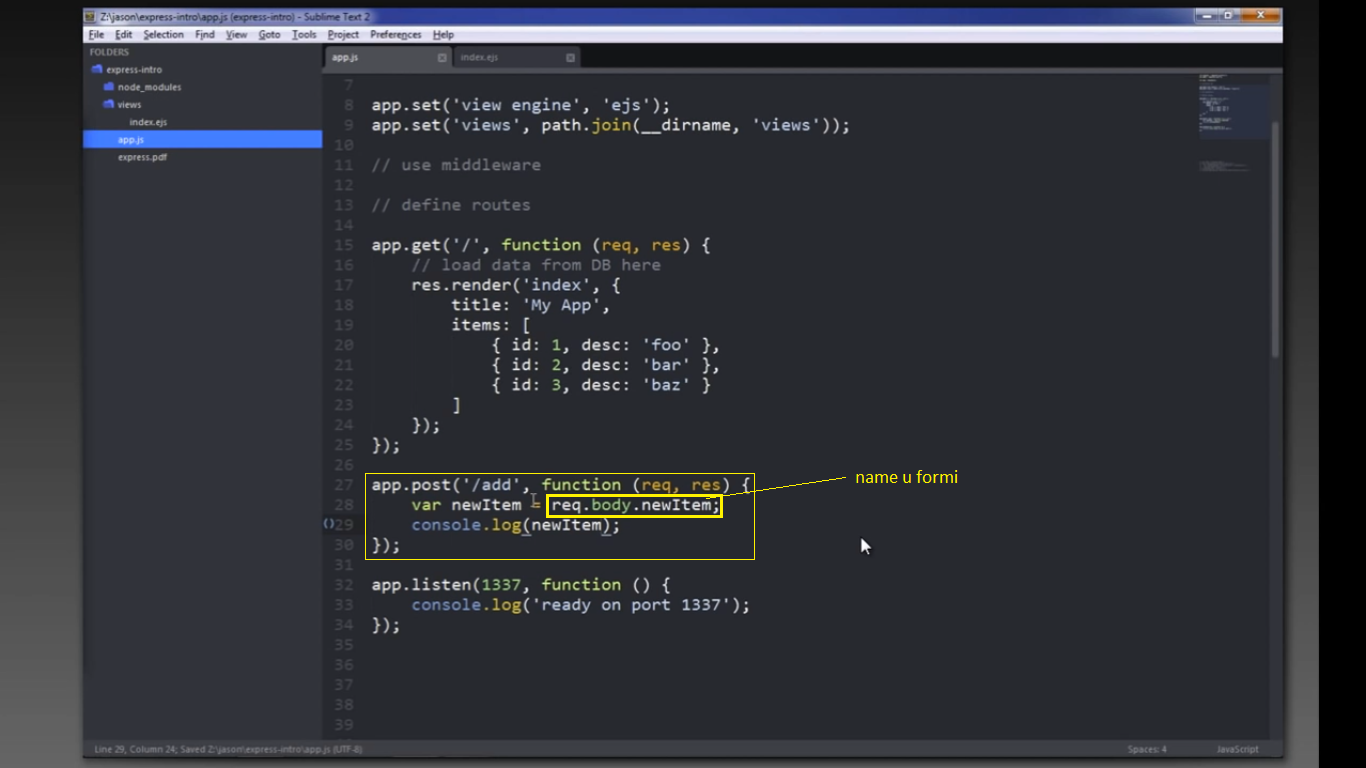 Z:\jason\express-intro\app.js (express-intro) - Sublime Text 2
File Edit Selection Find View Goto Tools Project Preferences Help
FOLDERS
express-intro
node_modules
views
index.ejs
app.js
express.pdf
app.js index.ejs
7
8 app.set('view engine', 'ejs');
9 app.set('views', path.join(__dirname, 'views'));
10
11 // use middleware
12
13 // define routes
14
15 app.get('/', function (req, res) {
16 // load data from DB here
17 res.render('index', {
18 title: 'My App',
19 items: [
20 { id: 1, desc: 'foo' },
21 { id: 2, desc: 'bar' },
22 { id: 3, desc: 'baz' }
23 ]
24 });
25 });
26
27 app.post('/add', function (req, res) {
28 var newItem = req.body.newItem;
29 console.log(newItem);
30 });
31
32 app.listen(1337, function () {
33 console.log('ready on port 1337');
34 });
35
36
37
38
39
name u formi
Line 29, Column 24; Saved Z:\jason\express-intro\app.js (UTF-8) Spaces: 4 JavaScript